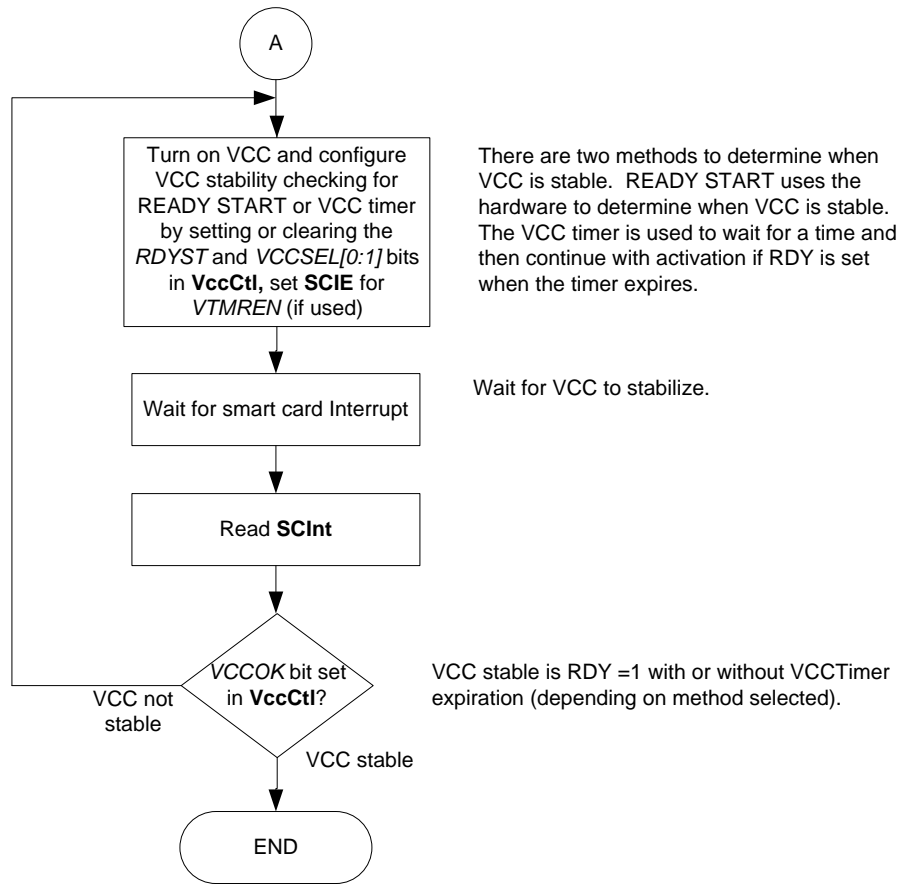 A
Turn on VCC and configure
VCC stability checking for
READY START or VCC timer
by setting or clearing the
RDYST and VCCSEL[0:1] bits
in VccCtl, set SCIE for
VTMREN (if used)
There are two methods to determine when
VCC is stable.  READY START uses the
hardware to determine when VCC is stable.
The VCC timer is used to wait for a time and
then continue with activation if RDY is set
when the timer expires.
Wait for smart card Interrupt
Wait for VCC to stabilize.
Read SCInt
VCCOK bit set
in VccCtl?
VCC stable is RDY =1 with or without VCCTimer
expiration (depending on method selected).
VCC not
stable
VCC stable
END